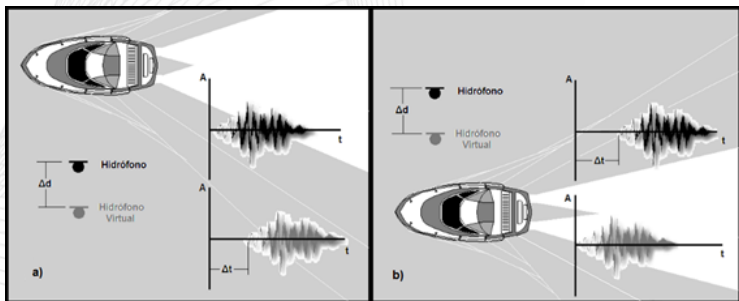 A
t
Hidrófono
Δd
Hidrófono
Virtual
A
t
Δt
a)
Hidrófono
Δd
Hidrófono
Virtual
A
t
Δt
A
t
b)